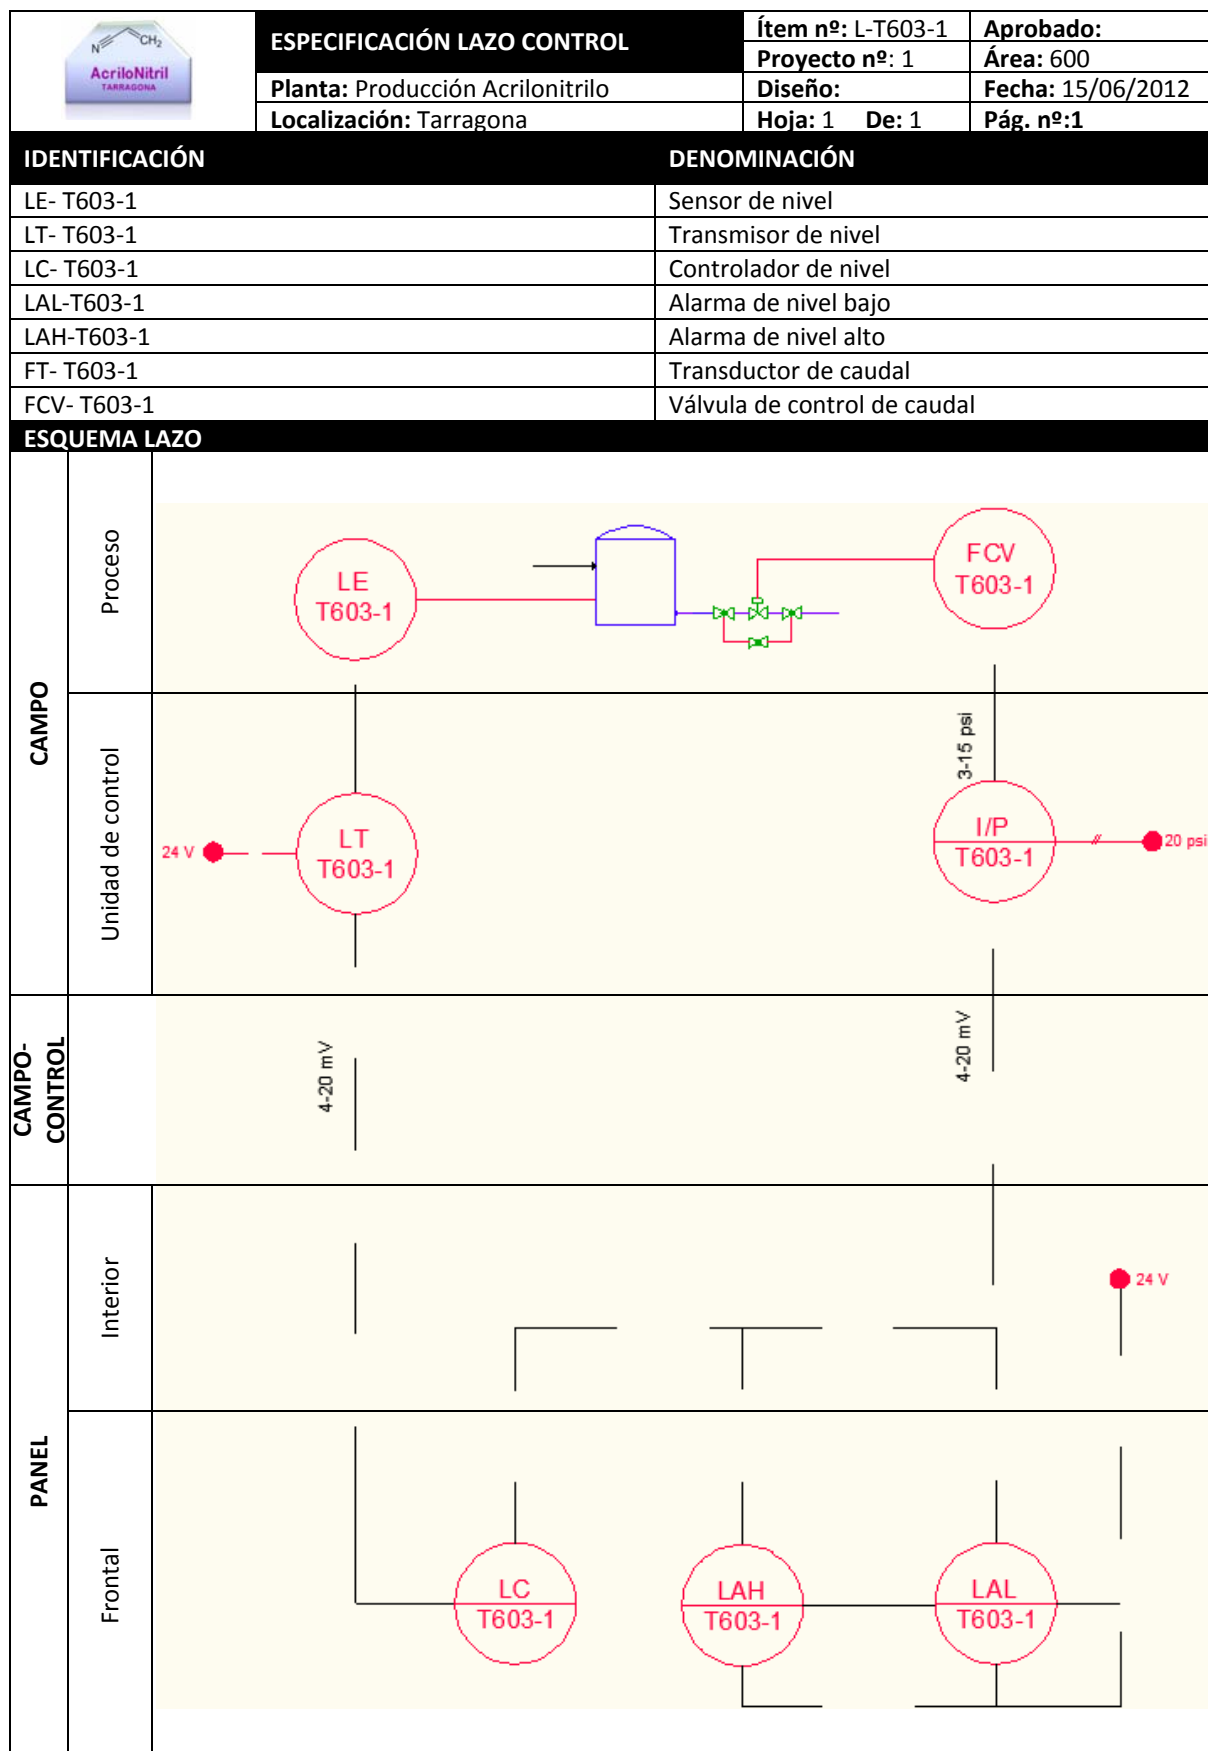 N CH2
AcriloNitril
TARRAGONA
ESPECIFICACIÓN LAZO CONTROL
Ítem nº: L-T603-1
Aprobado:
Proyecto nº: 1
Área: 600
Planta: Producción Acrilonitrilo
Diseño:
Fecha: 15/06/2012
Localización: Tarragona
Hoja: 1 De: 1
Pág. nº:1
IDENTIFICACIÓN
DENOMINACIÓN
LE- T603-1
Sensor de nivel
LT- T603-1
Transmisor de nivel
LC- T603-1
Controlador de nivel
LAL-T603-1
Alarma de nivel bajo
LAH-T603-1
Alarma de nivel alto
FT- T603-1
Transductor de caudal
FCV- T603-1
Válvula de control de caudal
ESQUEMA LAZO
CAMPO
Proceso
LE
T603-1
FCV
T603-1
Unidad de control
24 V
LT
T603-1
3-15 psi
I/P
T603-1
20 psi
CAMPO-
CONTROL
4-20 mV
4-20 mV
PANEL
Interior
24 V
Frontal
LC
T603-1
LAH
T603-1
LAL
T603-1